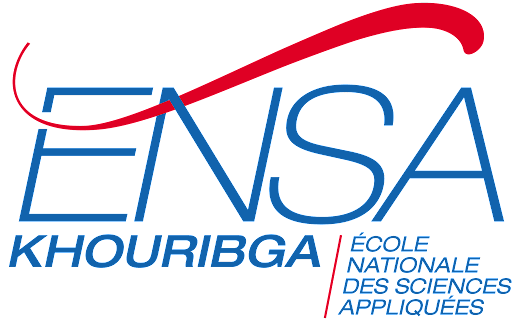 ENSA
KHOURIBGA
ÉCOLE
NATIONALE
DES SCIENCES
APPLIQUÉES